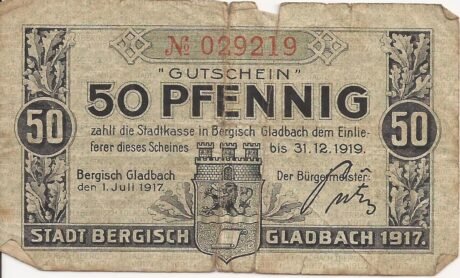 № 029219
"GUTSCHEIN"
50 PFENNIG
50
50
zahlt die Stadtkasse in Bergisch Gladbach dem Einlie-
ferer dieses Scheines bis 31.12.1919.
Bergisch Gladbach
den 1. Juli 1917.
Der Bürgermeister:
STADT BERGISCH GLADBACH 1917.